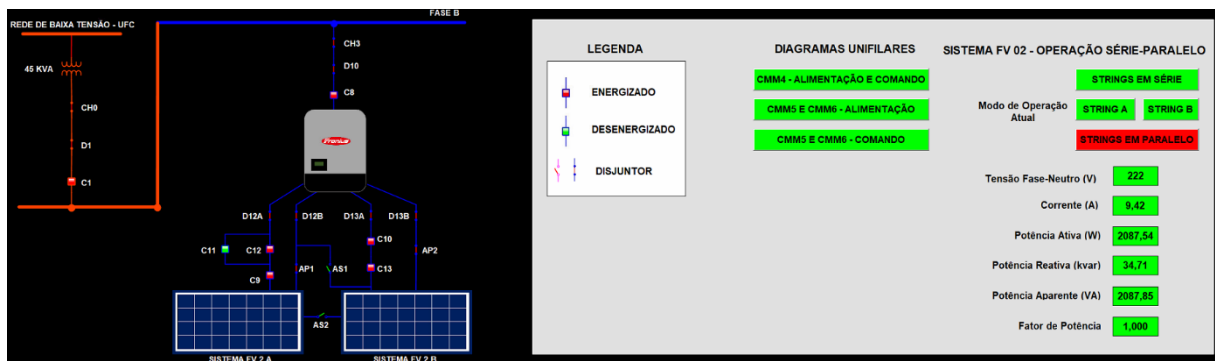 REDE DE BAIXA TENSÃO - UFC
FASE B
45 KVA
CH0
D1
C1
CH3
D10
C8
Fronius
D12A
D12B
D13A
D13B
C11
C12
C10
AP2
C9
AP1
AS1
C13
AS2
SISTEMA FV 2 A
SISTEMA FV 2 B
LEGENDA
ENERGIZADO
DESENERGIZADO
DISJUNTOR
DIAGRAMAS UNIFILARES
CMM4 - ALIMENTAÇÃO E COMANDO
CMM5 E CMM6 - ALIMENTAÇÃO
CMM5 E CMM6 - COMANDO
SISTEMA FV 02 - OPERAÇÃO SÉRIE-PARALELO
STRINGS EM SÉRIE
Modo de Operação
Atual
STRING A
STRING B
STRINGS EM PARALELO
Tensão Fase-Neutro (V) 222
Corrente (A) 9,42
Potência Ativa (W) 2087,54
Potência Reativa (kvar) 34,71
Potência Aparente (VA) 2087,85
Fator de Potência 1,000